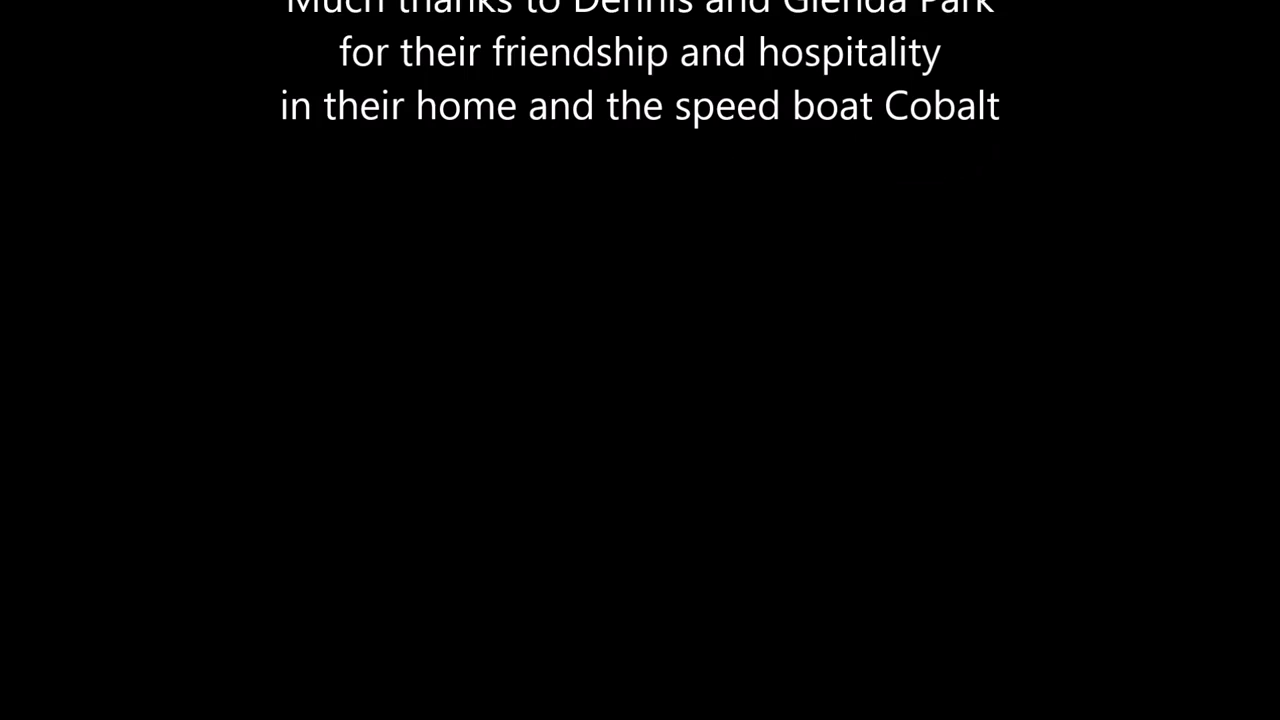 Much thanks to Dennis and Glenda Park
for their friendship and hospitality
in their home and the speed boat Cobalt